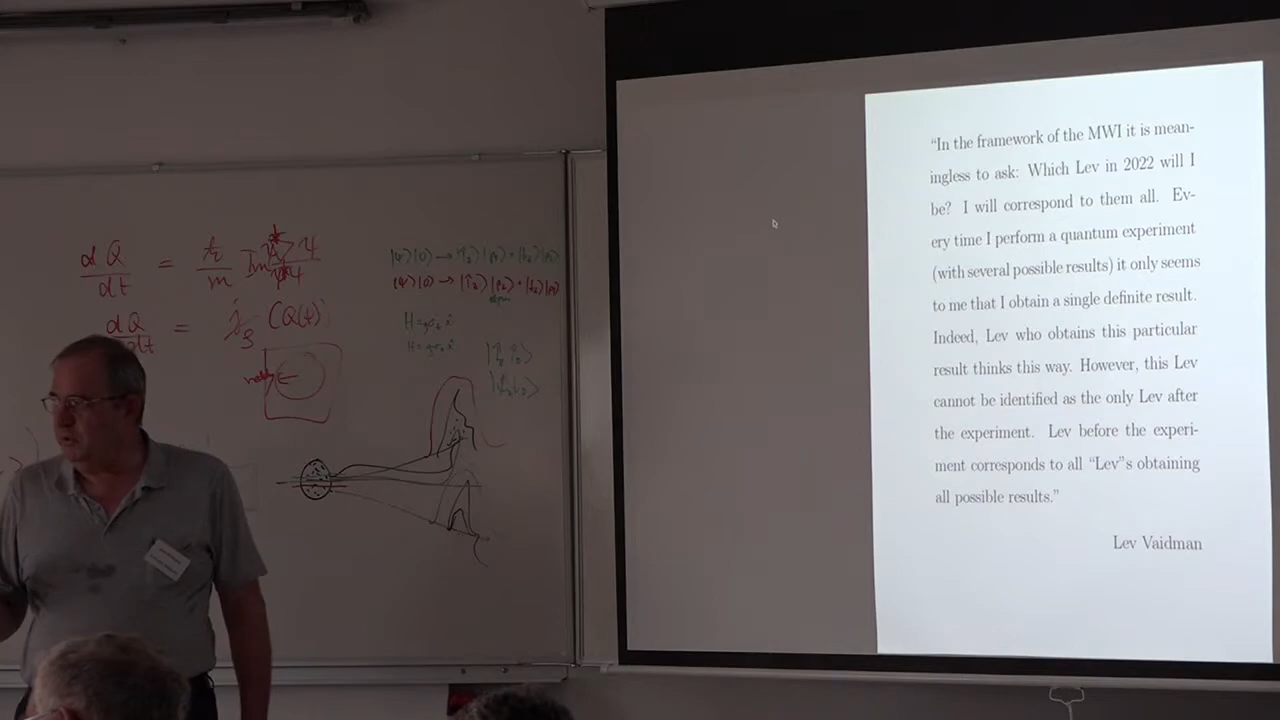 dQ/dt = ħ/m Im ψ*∇ψ/ψ*ψ
dQ/dt = (Q(t))
|ψ⟩|0⟩ →
|ψ⟩|0⟩ →
H =
H =
“In the framework of the MWI it is mean-
ingless to ask: Which Lev in 2022 will I
be? I will correspond to them all. Ev-
ery time I perform a quantum experiment
(with several possible results) it only seems
to me that I obtain a single definite result.
Indeed, Lev who obtains this particular
result thinks this way. However, this Lev
cannot be identified as the only Lev after
the experiment. Lev before the experi-
ment corresponds to all “Lev”s obtaining
all possible results.”
Lev Vaidman